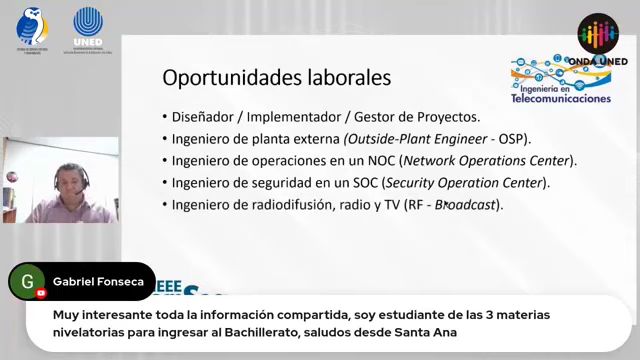 UNED
ONDA UNED
Ingeniería en
Telecomunicaciones
Oportunidades laborales
• Diseñador / Implementador / Gestor de Proyectos.
• Ingeniero de planta externa (Outside-Plant Engineer - OSP).
• Ingeniero de operaciones en un NOC (Network Operations Center).
• Ingeniero de seguridad en un SOC (Security Operation Center).
• Ingeniero de radiodifusión, radio y TV (RF - Broadcast).
IEEE
G
Gabriel Fonseca
Muy interesante toda la información compartida, soy estudiante de las 3 materias
nivelatorias para ingresar al Bachillerato, saludos desde Santa Ana